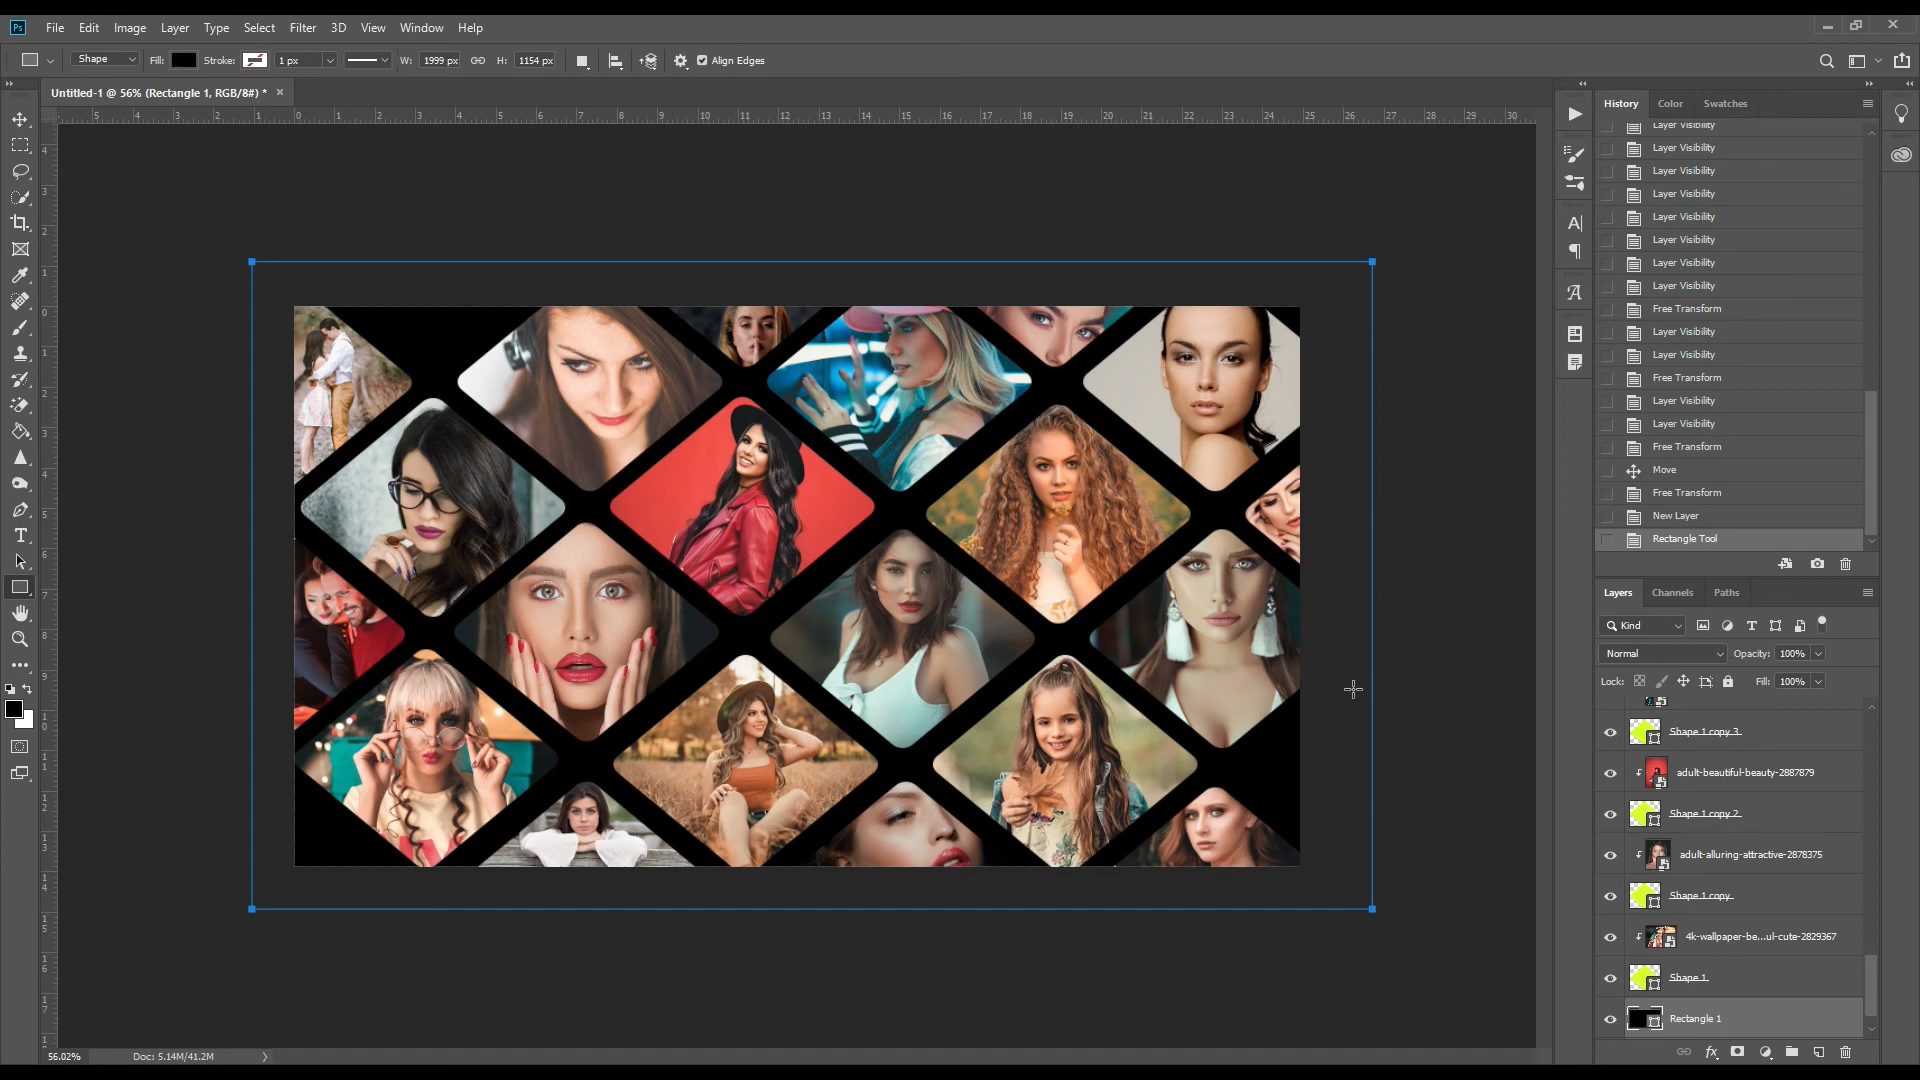 Ps File Edit Image Layer Type Select Filter 3D View Window Help
Shape Fill: Stroke: 1 px W: 1999 px H: 1154 px Align Edges
Untitled-1 @ 56% (Rectangle 1, RGB/8#) *
History Color Swatches
Layer Visibility
Layer Visibility
Layer Visibility
Layer Visibility
Layer Visibility
Layer Visibility
Layer Visibility
Layer Visibility
Free Transform
Layer Visibility
Layer Visibility
Free Transform
Layer Visibility
Layer Visibility
Free Transform
Move
Free Transform
New Layer
Rectangle Tool
Layers Channels Paths
Kind
Normal Opacity: 100%
Lock: Fill: 100%
Shape 1 copy 3
adult-beautiful-beauty-2887879
Shape 1 copy 2
adult-alluring-attractive-2878375
Shape 1 copy
4k-wallpaper-be...ul-cute-2829367
Shape 1
Rectangle 1
56.02% Doc: 5.14M/41.2M